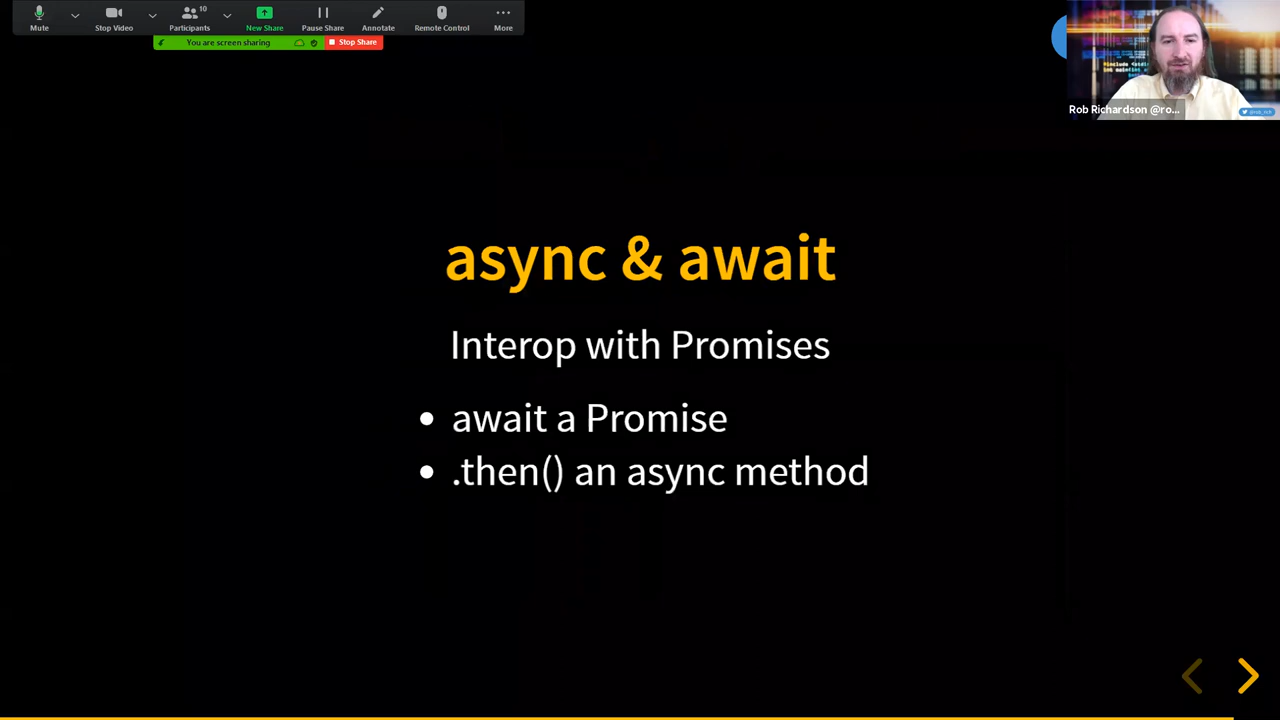 Mute
Stop Video
Participants
10
New Share
Pause Share
Annotate
Remote Control
More
You are screen sharing
Stop Share
Rob Richardson @ro...
async & await
Interop with Promises
• await a Promise
• .then() an async method